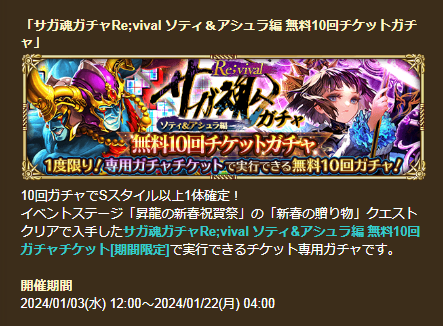 「サガ魂ガチャRe;vival ソティ＆アシュラ編 無料10回チケットガチ
ャ」
Re;vival
サガ魂ガチャ
ソティ&アシュラ編
無料10回チケットガチャ
1度限り!専用ガチャチケットで実行できる無料10回ガチャ!
10回ガチャでSスタイル以上1体確定！
イベントステージ「昇龍の新春祝賀祭」の「新春の贈り物」クエスト
クリアで入手したサガ魂ガチャRe;vival ソティ&アシュラ編 無料10回
ガチャチケット[期間限定]で実行できるチケット専用ガチャです。
開催期間
2024/01/03(水) 12:00～2024/01/22(月) 04:00